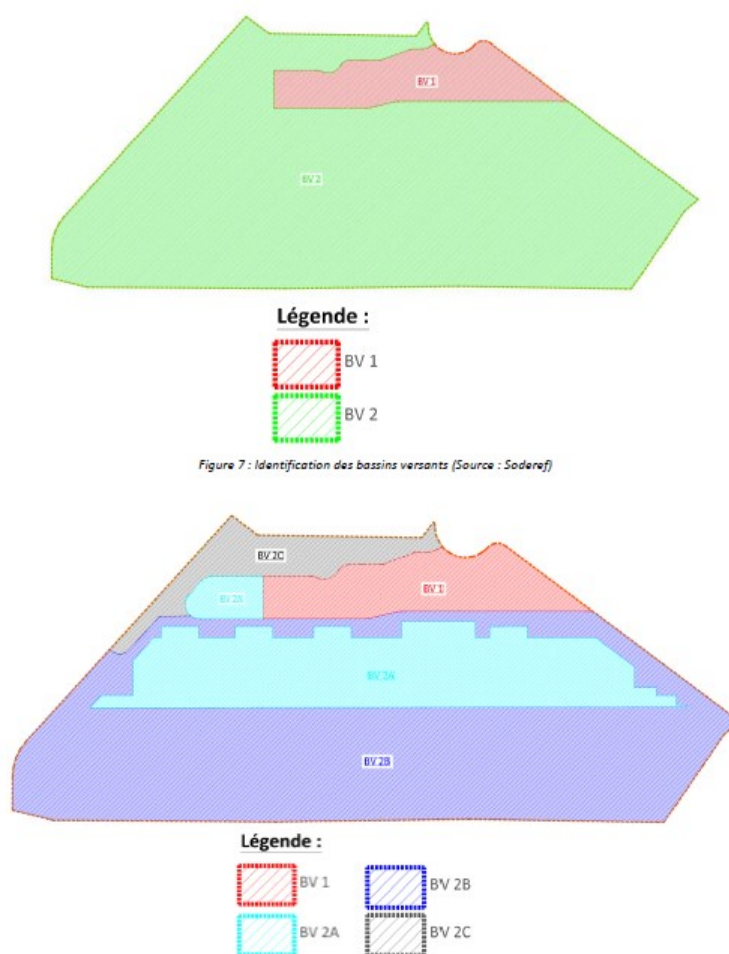 BV 1
BV 2
Légende :
BV 1
BV 2
Figure 7 : Identification des bassins versants (Source : Soderef)
BV 2C
BV 2A
BV 1
BV 2A
BV 2B
Légende :
BV 1
BV 2B
BV 2A
BV 2C